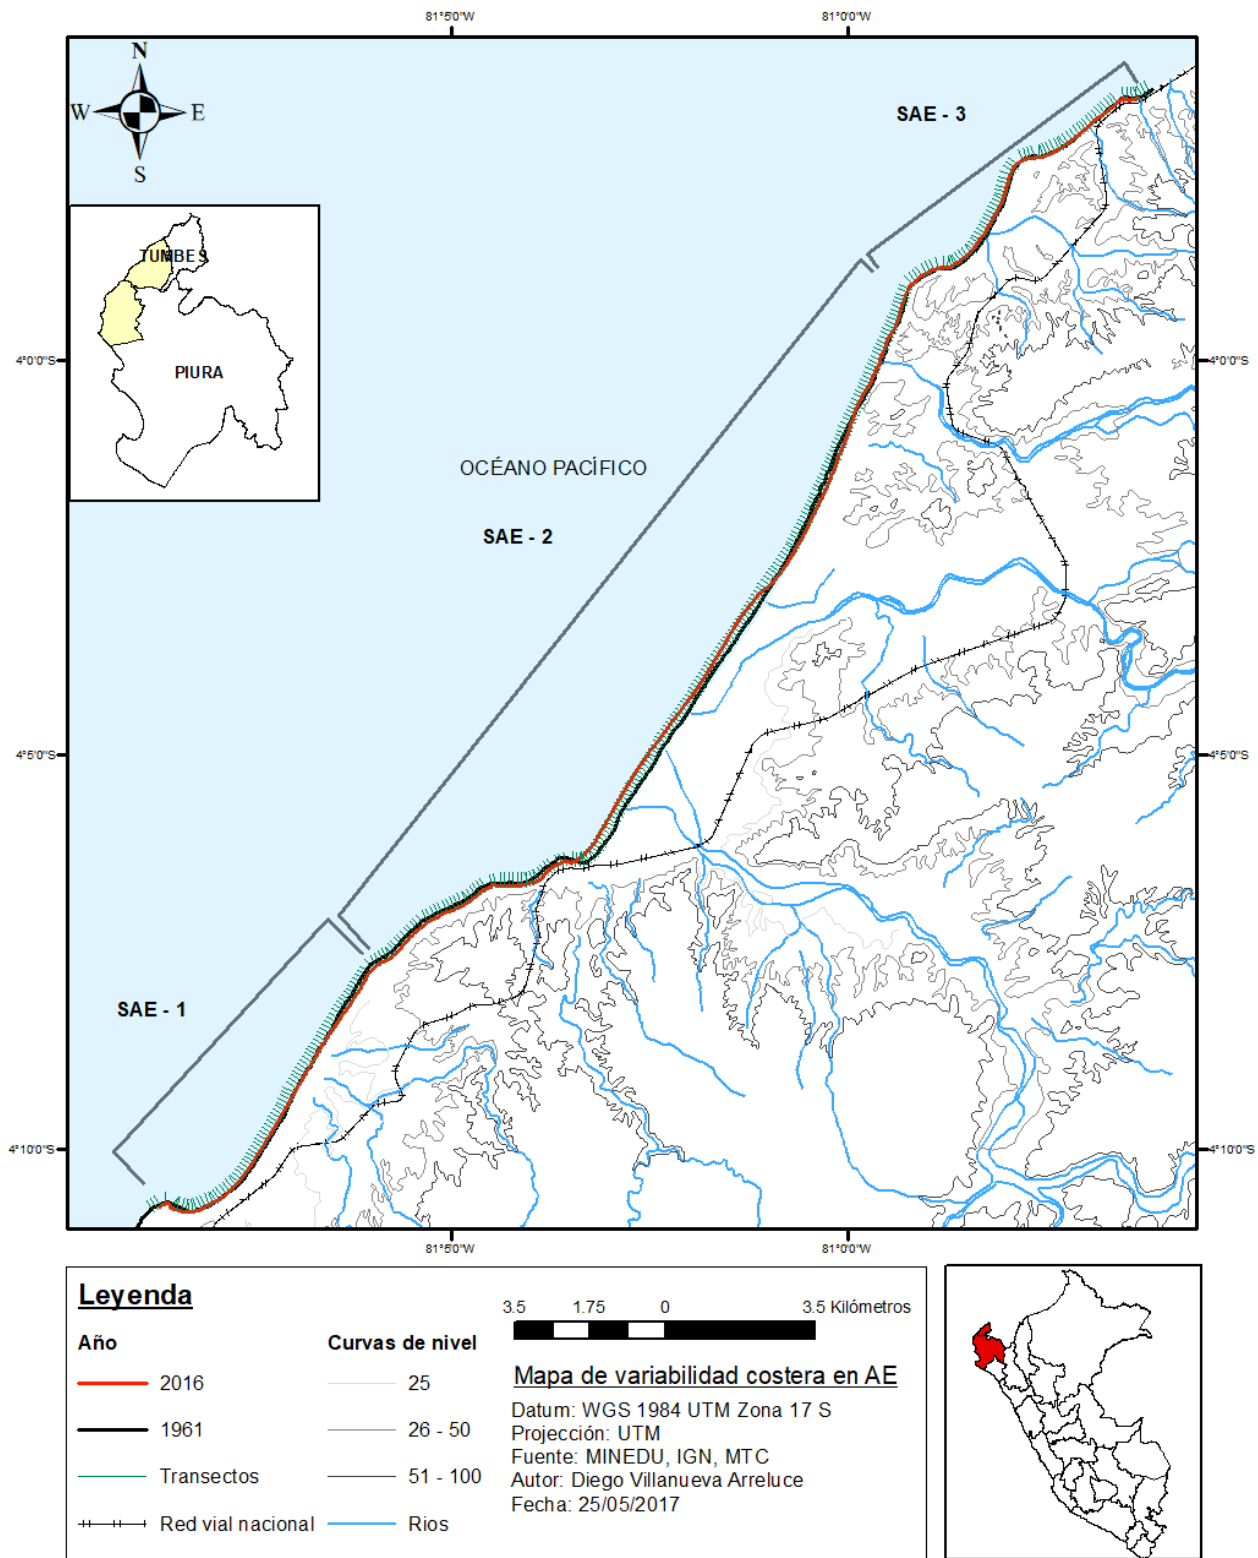 81°5'0"W
81°0'0"W
N
W
E
S
SAE - 3
TUMBES
PIURA
4°0'0"S
4°0'0"S
OCÉANO PACÍFICO
SAE - 2
4°5'0"S
4°5'0"S
SAE - 1
4°10'0"S
4°10'0"S
81°5'0"W
81°0'0"W
Leyenda
Año
2016
1961
Transectos
Red vial nacional
Curvas de nivel
25
26 - 50
51 - 100
Rios
3.5 1.75 0 3.5 Kilómetros
Mapa de variabilidad costera en AE
Datum: WGS 1984 UTM Zona 17 S
Projección: UTM
Fuente: MINEDU, IGN, MTC
Autor: Diego Villanueva Arreluce
Fecha: 25/05/2017